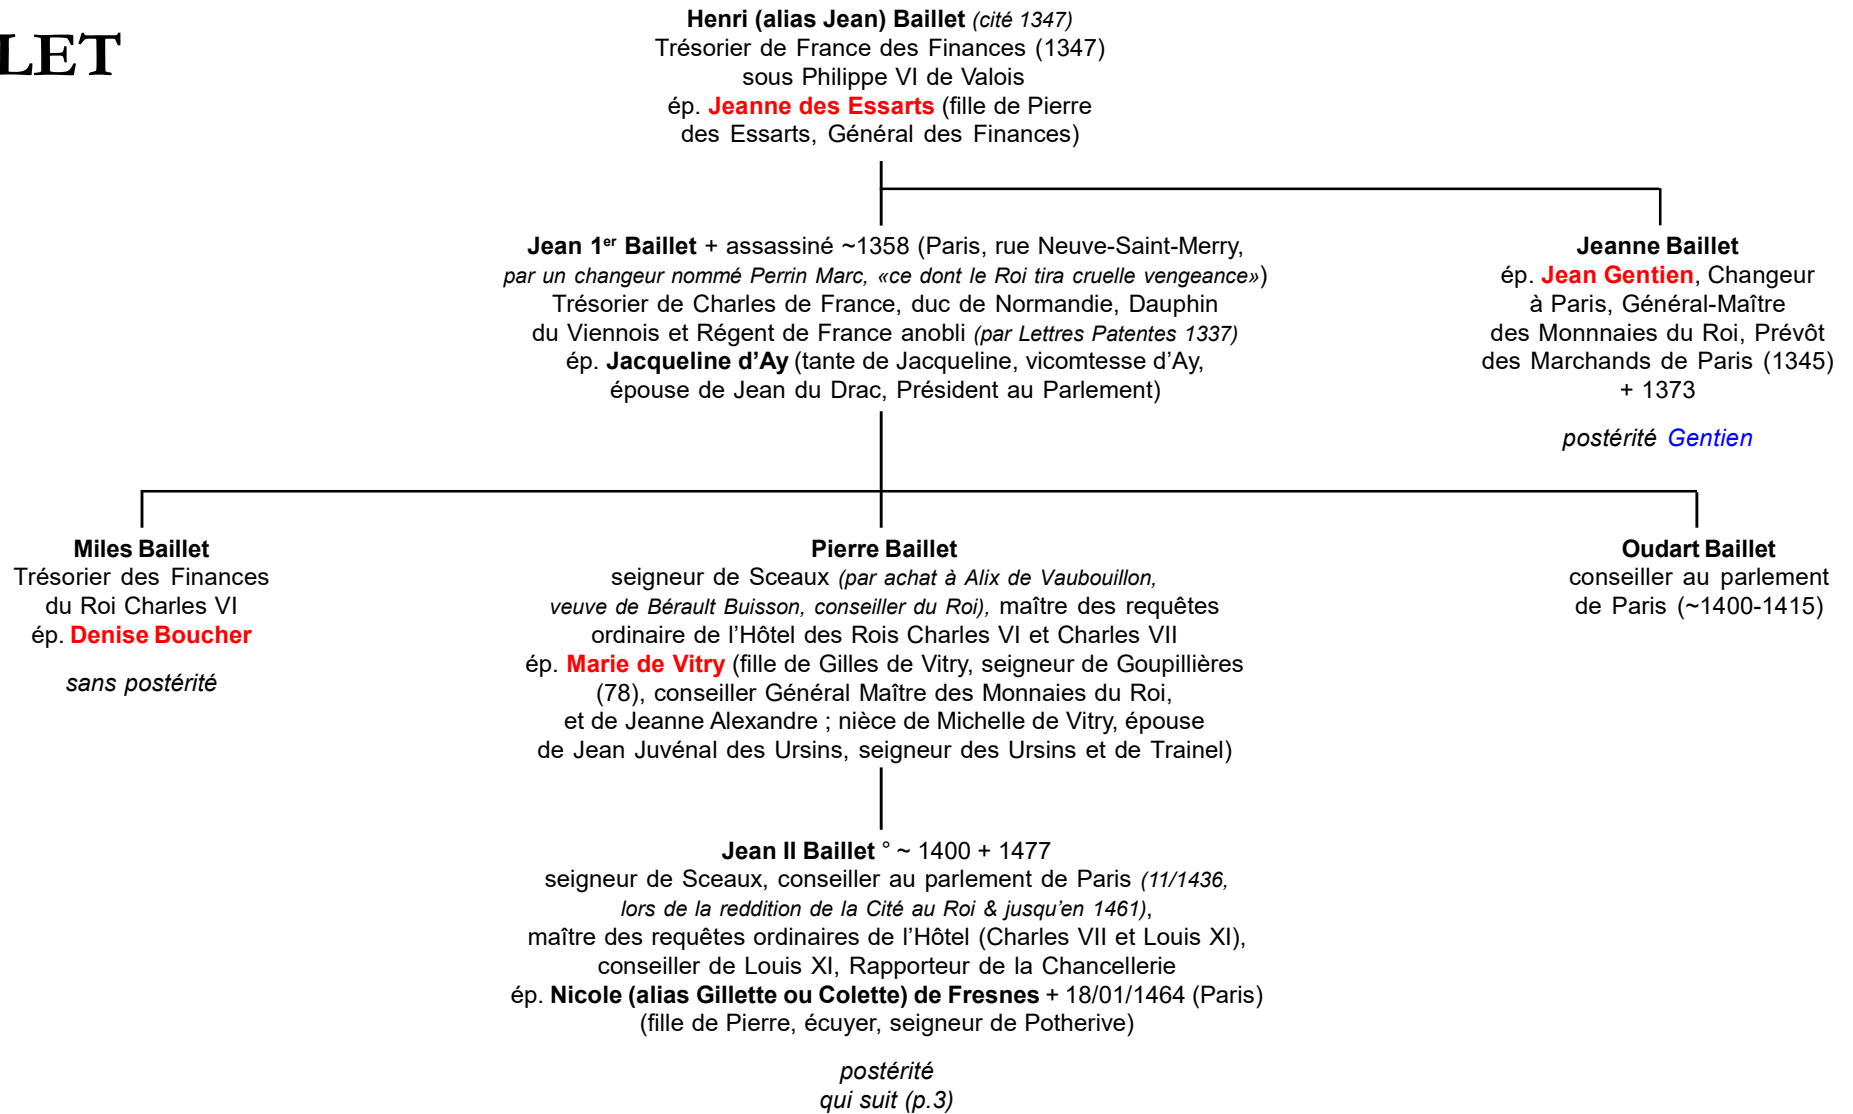 LET
Henri (alias Jean) Baillet (cité 1347)
Trésorier de France des Finances (1347)
sous Philippe VI de Valois
ép. Jeanne des Essarts (fille de Pierre
des Essarts, Général des Finances)
Jean 1er Baillet + assassiné ~1358 (Paris, rue Neuve-Saint-Merry,
par un changeur nommé Perrin Marc, «ce dont le Roi tira cruelle vengeance»)
Trésorier de Charles de France, duc de Normandie, Dauphin
du Viennois et Régent de France anobli (par Lettres Patentes 1337)
ép. Jacqueline d’Ay (tante de Jacqueline, vicomtesse d’Ay,
épouse de Jean du Drac, Président au Parlement)
Jeanne Baillet
ép. Jean Gentien, Changeur
à Paris, Général-Maître
des Monnnaies du Roi, Prévôt
des Marchands de Paris (1345)
+ 1373
postérité Gentien
Miles Baillet
Trésorier des Finances
du Roi Charles VI
ép. Denise Boucher
sans postérité
Pierre Baillet
seigneur de Sceaux (par achat à Alix de Vaubouillon,
veuve de Bérault Buisson, conseiller du Roi), maître des requêtes
ordinaire de l’Hôtel des Rois Charles VI et Charles VII
ép. Marie de Vitry (fille de Gilles de Vitry, seigneur de Goupillières
(78), conseiller Général Maître des Monnaies du Roi,
et de Jeanne Alexandre ; nièce de Michelle de Vitry, épouse
de Jean Juvénal des Ursins, seigneur des Ursins et de Trainel)
Oudart Baillet
conseiller au parlement
de Paris (~1400-1415)
Jean II Baillet ° ~ 1400 + 1477
seigneur de Sceaux, conseiller au parlement de Paris (11/1436,
lors de la reddition de la Cité au Roi & jusqu’en 1461),
maître des requêtes ordinaires de l’Hôtel (Charles VII et Louis XI),
conseiller de Louis XI, Rapporteur de la Chancellerie
ép. Nicole (alias Gillette ou Colette) de Fresnes + 18/01/1464 (Paris)
(fille de Pierre, écuyer, seigneur de Potherive)
postérité
qui suit (p.3)